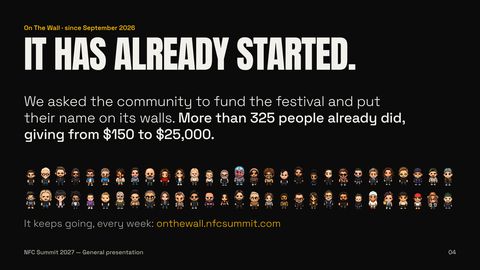 On The Wall · since September 2026
IT HAS ALREADY STARTED.
We asked the community to fund the festival and put
their name on its walls. More than 325 people already did,
giving from $150 to $25,000.
It keeps going, every week: onthewall.nfcsummit.com
NFC Summit 2027 — General presentation
04